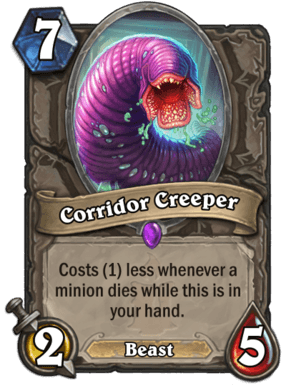 7
Corridor Creeper
Costs (1) less whenever a
minion dies while this is in
your hand.
2
Beast
5